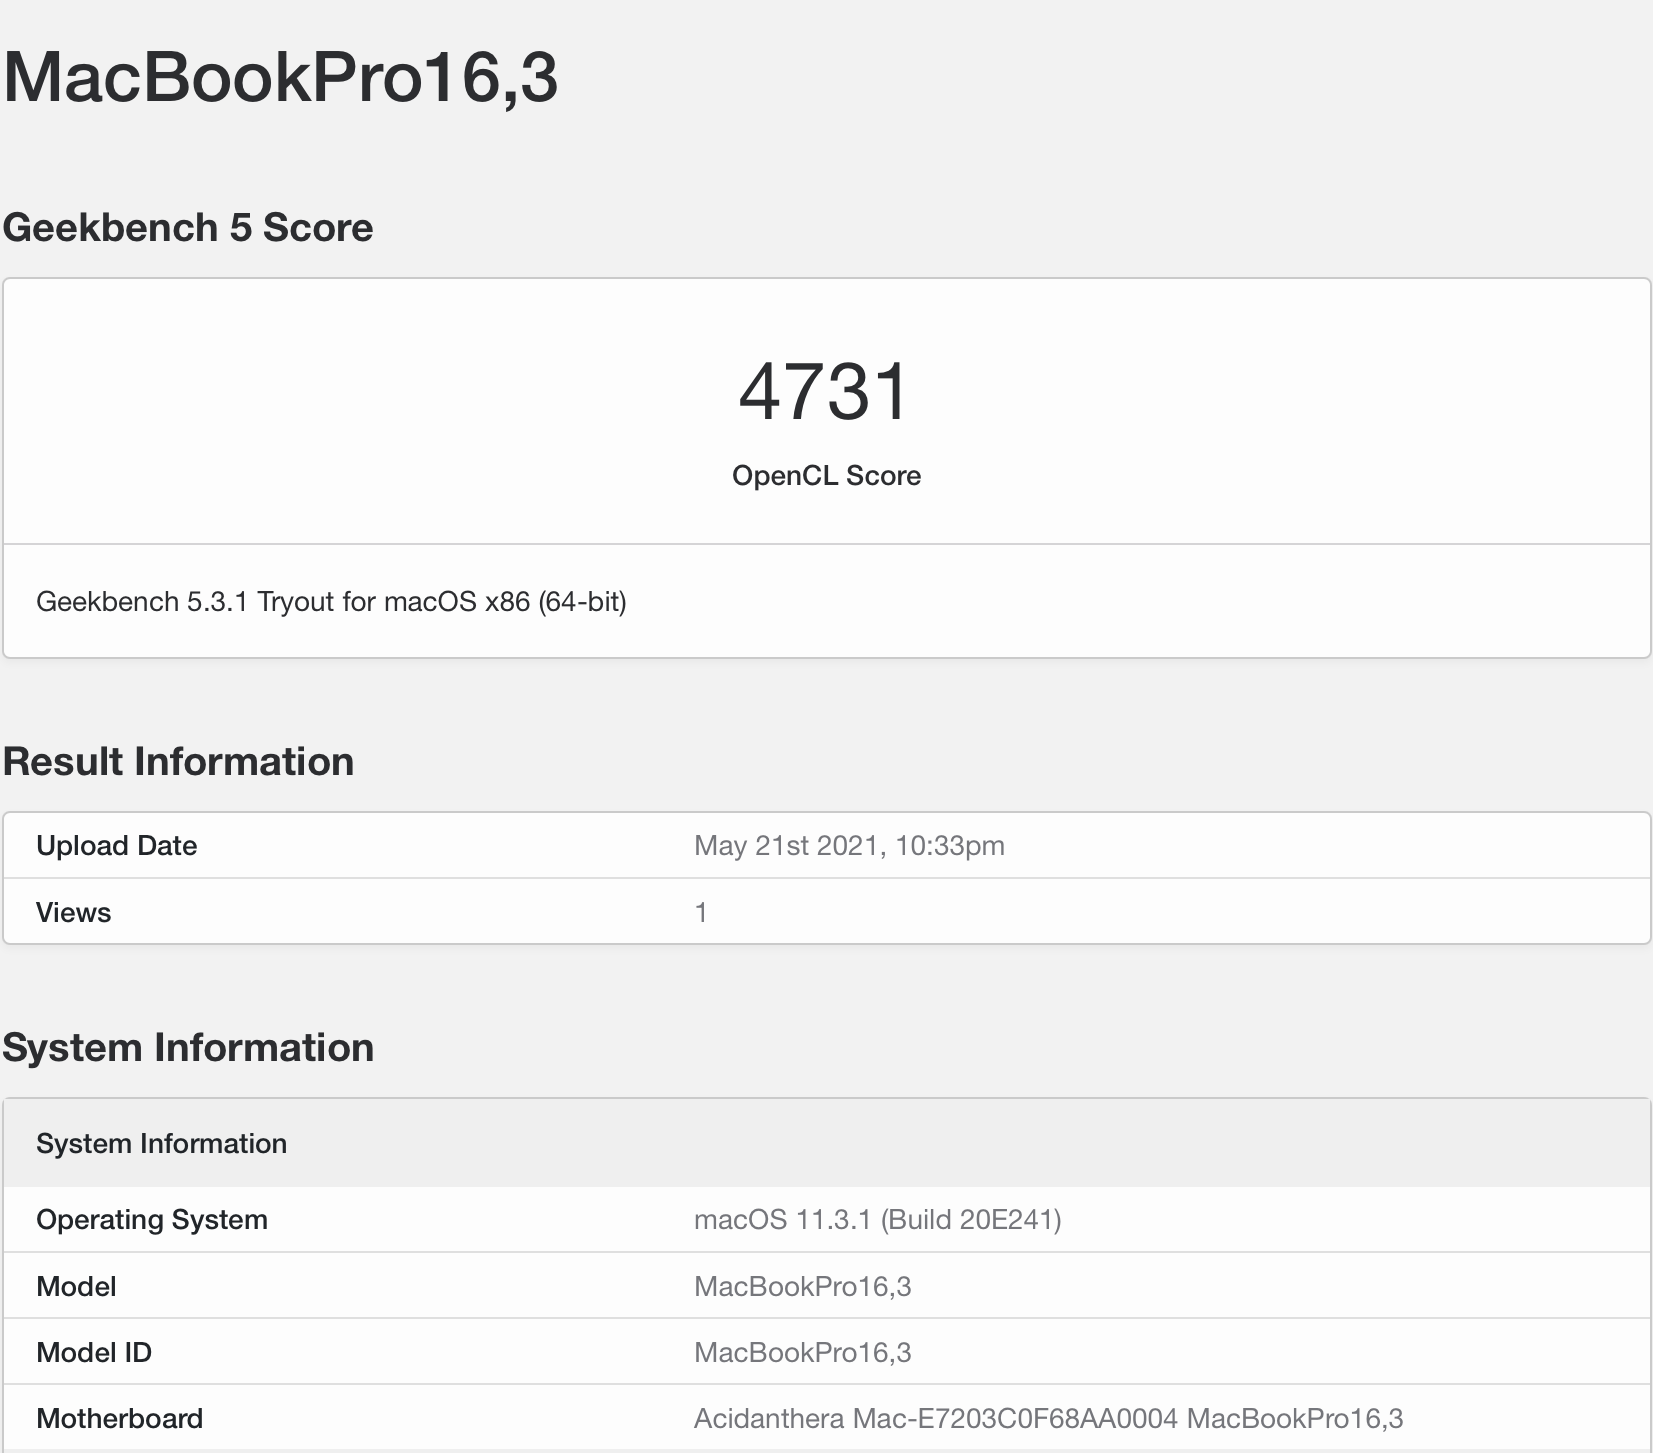 MacBookPro16,3
Geekbench 5 Score
4731
OpenCL Score
Geekbench 5.3.1 Tryout for macOS x86 (64-bit)
Result Information
Upload Date May 21st 2021, 10:33pm
Views 1
System Information
System Information
Operating System macOS 11.3.1 (Build 20E241)
Model MacBookPro16,3
Model ID MacBookPro16,3
Motherboard Acidanthera Mac-E7203C0F68AA0004 MacBookPro16,3